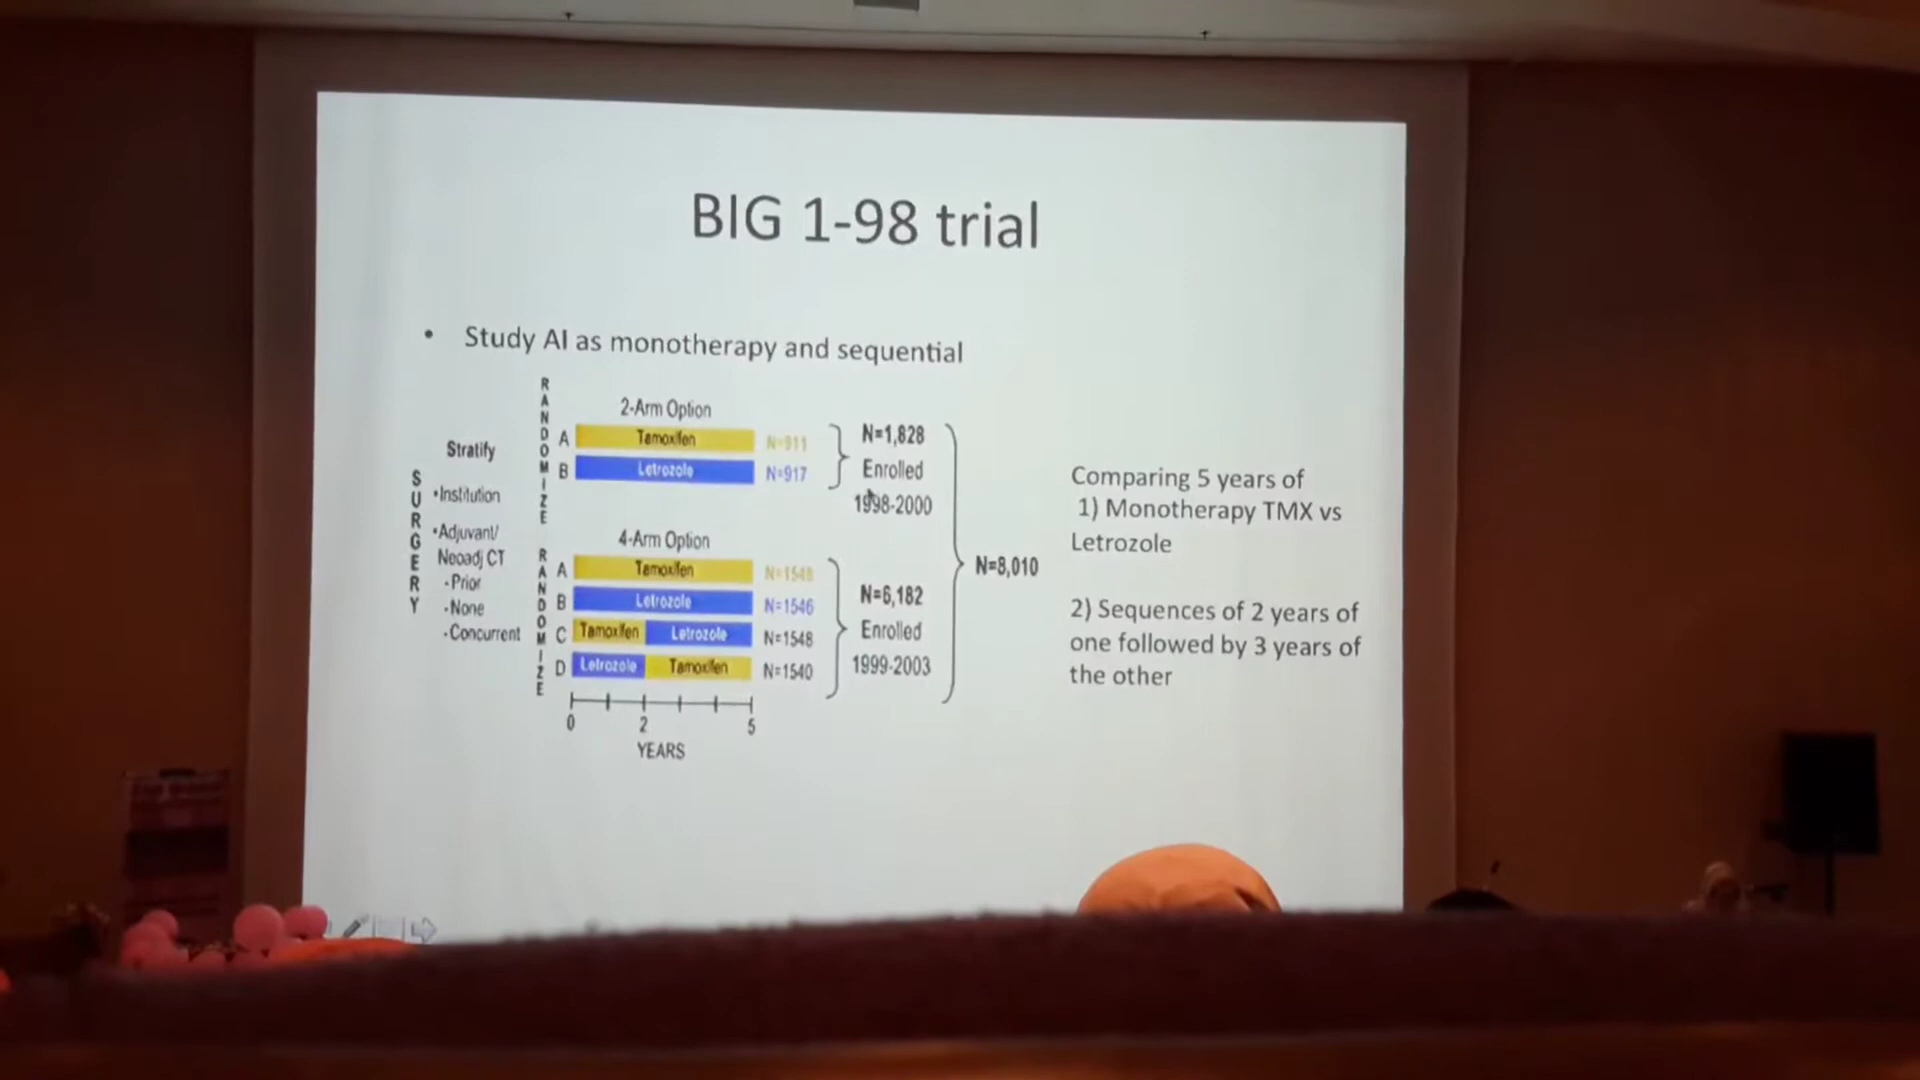 BIG 1-98 trial
• Study AI as monotherapy and sequential
SURGERY
Stratify
•Institution
•Adjuvant/
Neoadj CT
-Prior
-None
-Concurrent
RANDOMIZE
2-Arm Option
A Tamoxifen N=911
B Letrozole N=917
N=1,828
Enrolled
1998-2000
RANDOMIZE
4-Arm Option
A Tamoxifen N=1548
B Letrozole N=1546
C Tamoxifen Letrozole N=1548
D Letrozole Tamoxifen N=1540
0 2 5
YEARS
N=6,182
Enrolled
1999-2003
N=8,010
Comparing 5 years of
1) Monotherapy TMX vs
Letrozole
2) Sequences of 2 years of
one followed by 3 years of
the other